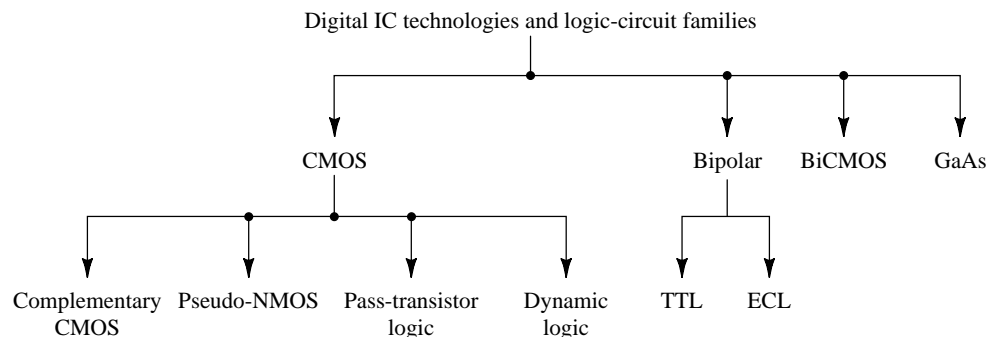 Digital IC technologies and logic-circuit families
CMOS
Bipolar
BiCMOS
GaAs
Complementary
CMOS
Pseudo-NMOS
Pass-transistor
logic
Dynamic
logic
TTL
ECL